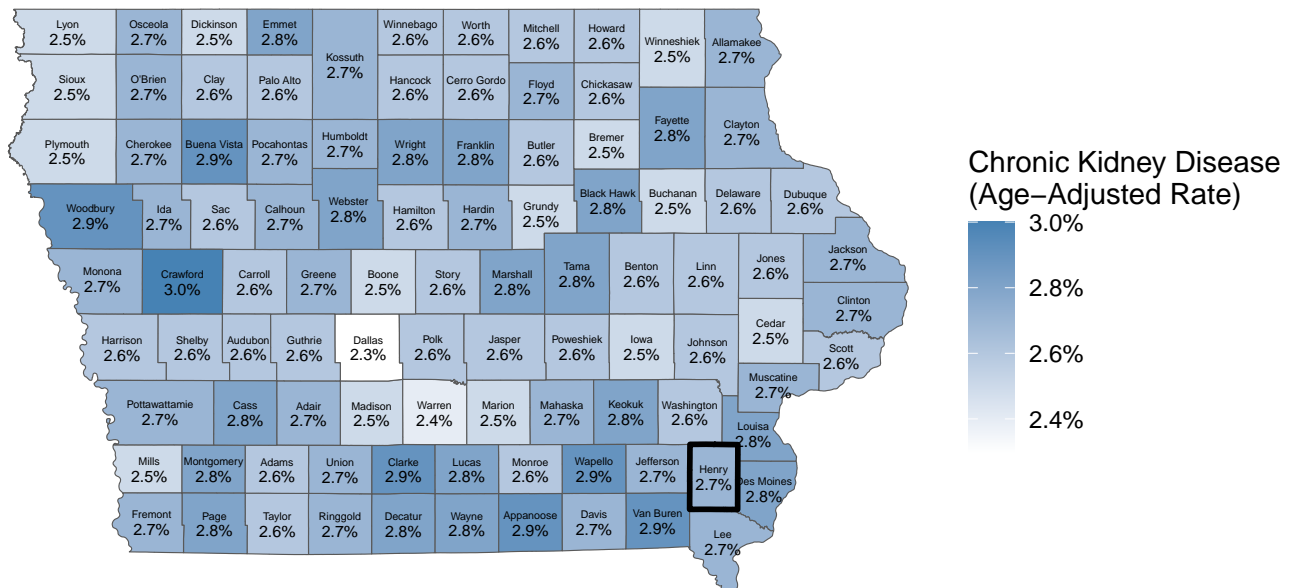 Lyon
2.5%
Osceola
2.7%
Dickinson
2.5%
Emmet
2.8%
Kossuth
2.7%
Winnebago
2.6%
Worth
2.6%
Mitchell
2.6%
Howard
2.6%
Winneshiek
2.5%
Allamakee
2.7%
Sioux
2.5%
O'Brien
2.7%
Clay
2.6%
Palo Alto
2.6%
Hancock
2.6%
Cerro Gordo
2.6%
Floyd
2.7%
Chickasaw
2.6%
Fayette
2.8%
Clayton
2.7%
Plymouth
2.5%
Cherokee
2.7%
Buena Vista
2.9%
Pocahontas
2.7%
Humboldt
2.7%
Wright
2.8%
Franklin
2.8%
Butler
2.6%
Bremer
2.5%
Woodbury
2.9%
Ida
2.7%
Sac
2.6%
Calhoun
2.7%
Webster
2.8%
Hamilton
2.6%
Hardin
2.7%
Grundy
2.5%
Black Hawk
2.8%
Buchanan
2.5%
Delaware
2.6%
Dubuque
2.6%
Monona
2.7%
Crawford
3.0%
Carroll
2.6%
Greene
2.7%
Boone
2.5%
Story
2.6%
Marshall
2.8%
Tama
2.8%
Benton
2.6%
Linn
2.6%
Jones
2.6%
Jackson
2.7%
Clinton
2.7%
Harrison
2.6%
Shelby
2.6%
Audubon
2.6%
Guthrie
2.6%
Dallas
2.3%
Polk
2.6%
Jasper
2.6%
Poweshiek
2.6%
Iowa
2.5%
Johnson
2.6%
Cedar
2.5%
Scott
2.6%
Muscatine
2.7%
Pottawattamie
2.7%
Cass
2.8%
Adair
2.7%
Madison
2.5%
Warren
2.4%
Marion
2.5%
Mahaska
2.7%
Keokuk
2.8%
Washington
2.6%
Louisa
2.8%
Mills
2.5%
Montgomery
2.8%
Adams
2.6%
Union
2.7%
Clarke
2.9%
Lucas
2.8%
Monroe
2.6%
Wapello
2.9%
Jefferson
2.7%
Henry
2.7%
Des Moines
2.8%
Fremont
2.7%
Page
2.8%
Taylor
2.6%
Ringgold
2.7%
Decatur
2.8%
Wayne
2.8%
Appanoose
2.9%
Davis
2.7%
Van Buren
2.9%
Lee
2.7%
Chronic Kidney Disease
(Age−Adjusted Rate)
3.0%
2.8%
2.6%
2.4%